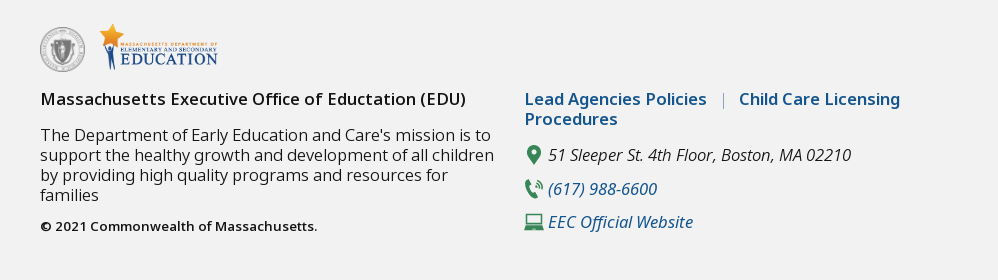 MASSACHUSETTS DEPARTMENT OF
ELEMENTARY AND SECONDARY
EDUCATION
Massachusetts Executive Office of Eductation (EDU)
The Department of Early Education and Care's mission is to
support the healthy growth and development of all children
by providing high quality programs and resources for
families
© 2021 Commonwealth of Massachusetts.
Lead Agencies Policies | Child Care Licensing
Procedures
51 Sleeper St. 4th Floor, Boston, MA 02210
(617) 988-6600
EEC Official Website